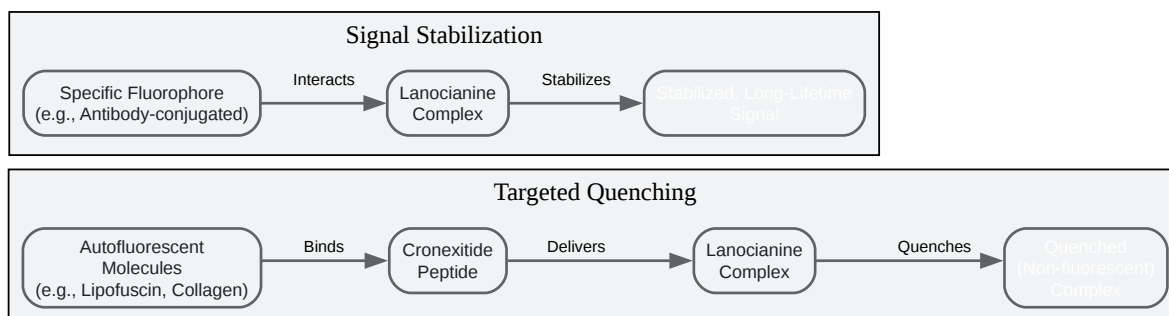 Signal Stabilization
Specific Fluorophore
(e.g., Antibody-conjugated)
Interacts
Lanocianine
Complex
Stabilizes
Stabilized, Long-Lifetime
Signal
Targeted Quenching
Autofluorescent
Molecules
(e.g., Lipofuscin, Collagen)
Binds
Cronexitide
Peptide
Delivers
Lanocianine
Complex
Quenches
Quenched
(Non-fluorescent)
Complex